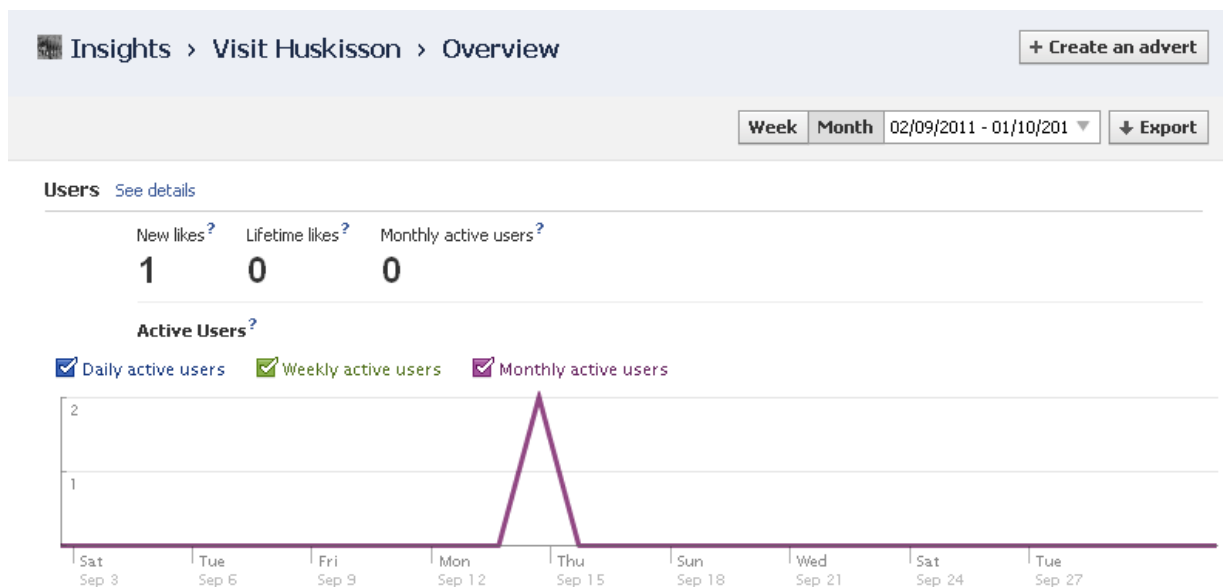 Insights › Visit Huskisson › Overview
+ Create an advert
Week Month 02/09/2011 - 01/10/201 Export
Users See details
New likes? Lifetime likes? Monthly active users?
1 0 0
Active Users?
Daily active users Weekly active users Monthly active users
2
1
Sat Tue Fri Mon Thu Sun Wed Sat Tue
Sep 3 Sep 6 Sep 9 Sep 12 Sep 15 Sep 18 Sep 21 Sep 24 Sep 27